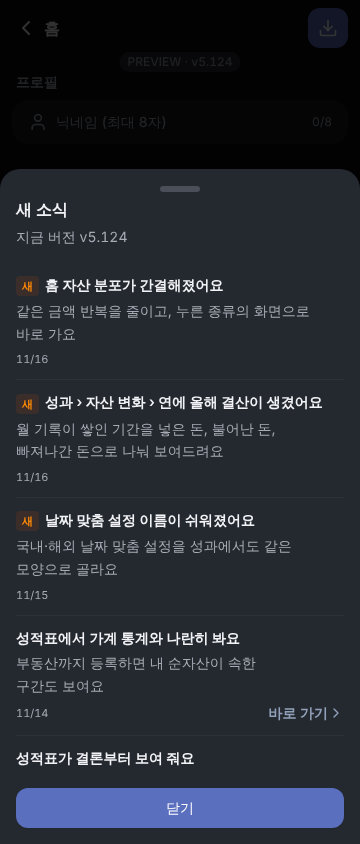 홈
PREVIEW · v5.124
프로필
닉네임 (최대 8자)
0/8
새 소식
지금 버전 v5.124
새 홈 자산 분포가 간결해졌어요
같은 금액 반복을 줄이고, 누른 종류의 화면으로
바로 가요
11/16
새 성과 › 자산 변화 › 연에 올해 결산이 생겼어요
월 기록이 쌓인 기간을 넣은 돈, 불어난 돈,
빠져나간 돈으로 나눠 보여드려요
11/16
새 날짜 맞춤 설정 이름이 쉬워졌어요
국내·해외 날짜 맞춤 설정을 성과에서도 같은
모양으로 골라요
11/15
성적표에서 가계 통계와 나란히 봐요
부동산까지 등록하면 내 순자산이 속한
구간도 보여요
11/14
바로 가기
성적표가 결론부터 보여 줘요
닫기